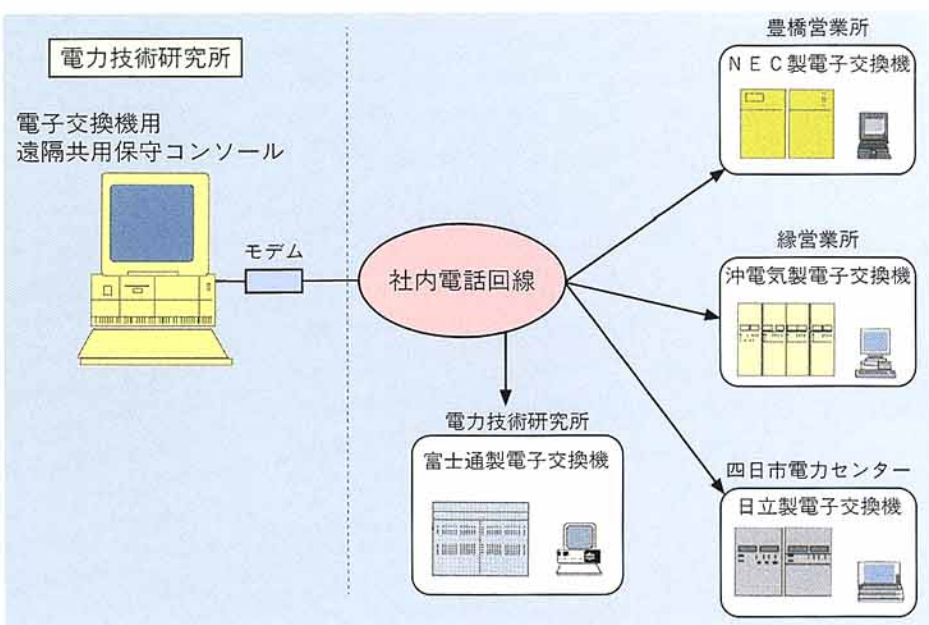 電力技術研究所
電子交換機用
遠隔共用保守コンソール
モデム
社内電話回線
豊橋営業所
NEC製電子交換機
緑営業所
沖電気製電子交換機
電力技術研究所
富士通製電子交換機
四日市電力センター
日立製電子交換機